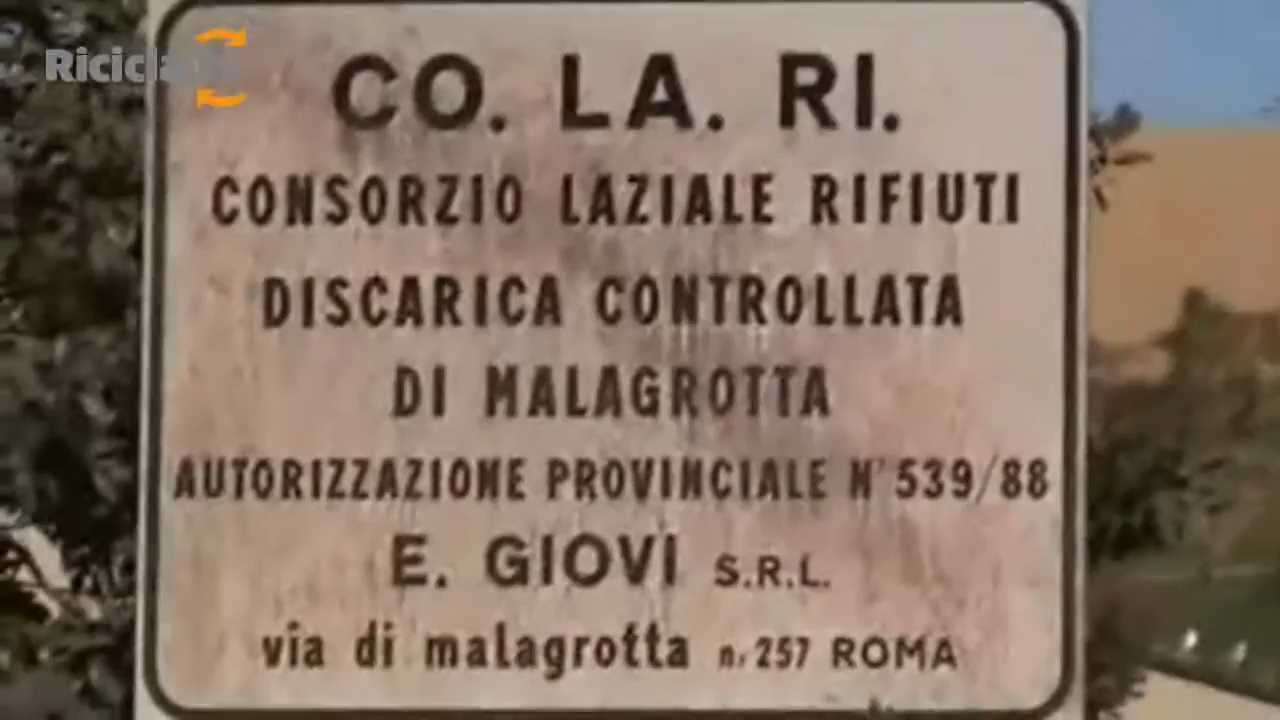 CO. LA. RI.
CONSORZIO LAZIALE RIFIUTI
DISCARICA CONTROLLATA
DI MALAGROTTA
AUTORIZZAZIONE PROVINCIALE N° 539/88
E. GIOVI S.R.L.
via di malagrotta n. 257 ROMA